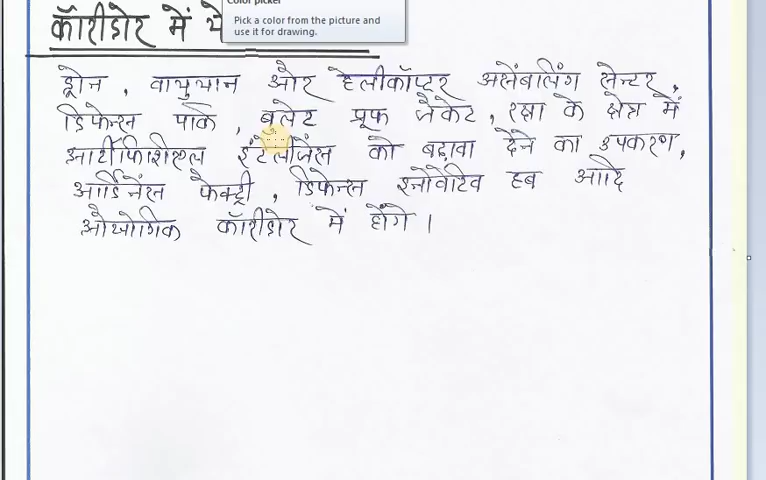 Color picker
Pick a color from the picture and
use it for drawing.
कॉरीडोर में ये
ड्रोन , वायुयान और हेलीकॉप्टर असेंबलिंग सेन्टर,
डिफेन्स पार्क , बुलेट प्रूफ जैकेट , रक्षा के क्षेत्र में
आर्टीफिशियल इंटेलीजेंस को बढ़ावा देने का उपकरण,
आर्डिनेंस फैक्ट्री , डिफेन्स इनोवेटिव हब आदि
औद्योगिक कॉरीडोर में होंगे ।